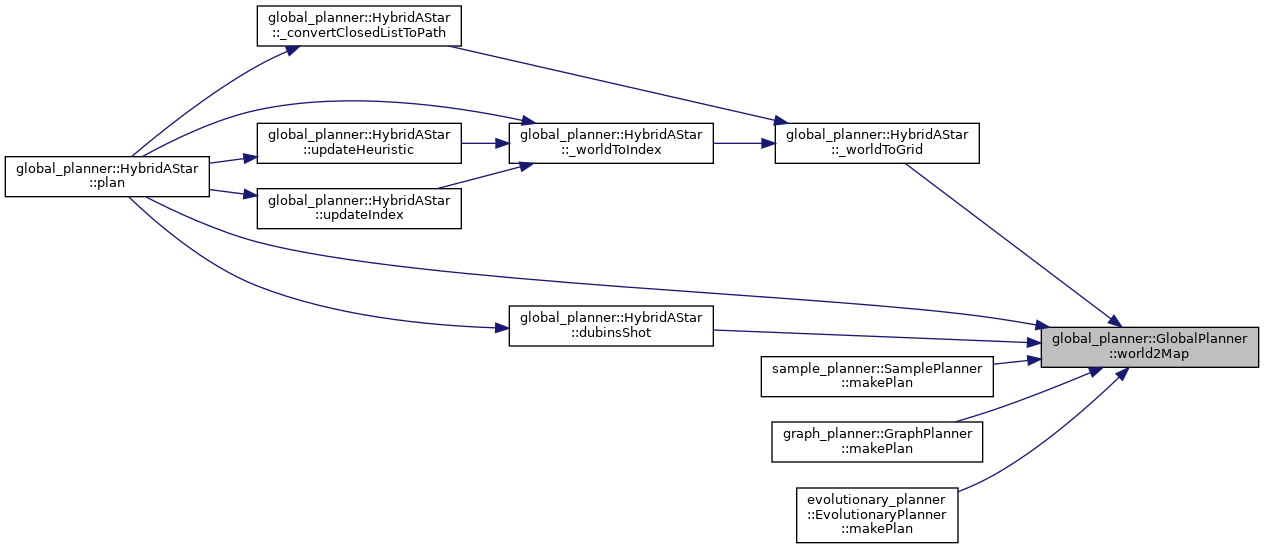 global_planner::HybridAStar
::_convertClosedListToPath
global_planner::HybridAStar
::updateHeuristic
global_planner::HybridAStar
::_worldToIndex
global_planner::HybridAStar
::_worldToGrid
global_planner::HybridAStar
::plan
global_planner::HybridAStar
::updateIndex
global_planner::HybridAStar
::dubinsShot
global_planner::GlobalPlanner
::world2Map
sample_planner::SamplePlanner
::makePlan
graph_planner::GraphPlanner
::makePlan
evolutionary_planner
::EvolutionaryPlanner
::makePlan